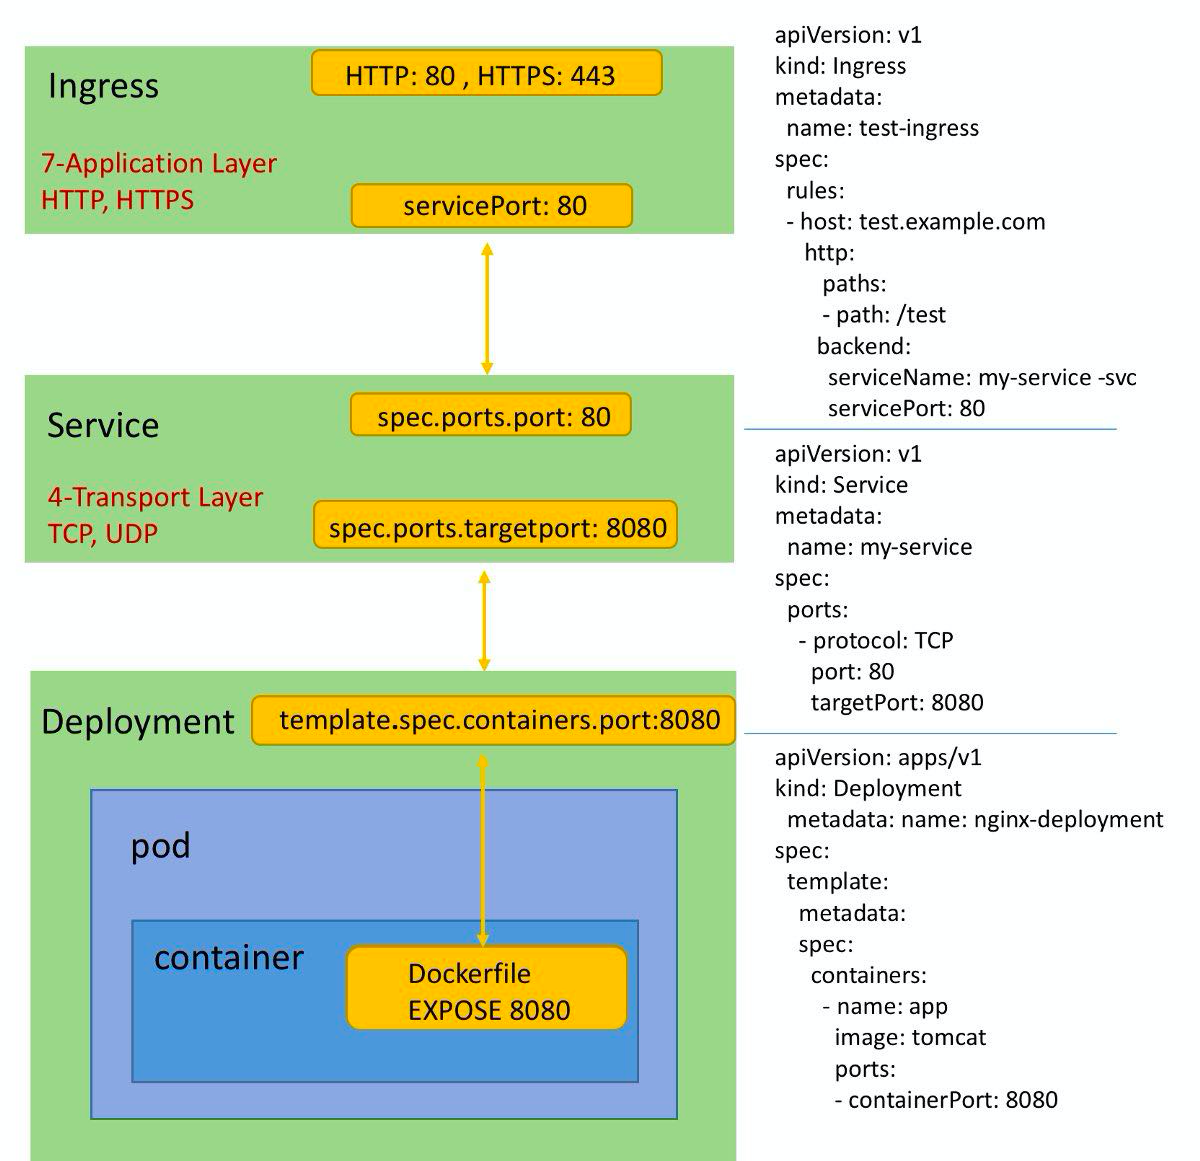 Ingress
HTTP: 80 , HTTPS: 443
7-Application Layer
HTTP, HTTPS
servicePort: 80
Service
spec.ports.port: 80
4-Transport Layer
TCP, UDP
spec.ports.targetport: 8080
Deployment
template.spec.containers.port:8080
pod
container
Dockerfile
EXPOSE 8080
apiVersion: v1
kind: Ingress
metadata:
name: test-ingress
spec:
rules:
- host: test.example.com
http:
paths:
- path: /test
backend:
serviceName: my-service -svc
servicePort: 80
apiVersion: v1
kind: Service
metadata:
name: my-service
spec:
ports:
- protocol: TCP
port: 80
targetPort: 8080
apiVersion: apps/v1
kind: Deployment
metadata: name: nginx-deployment
spec:
template:
metadata:
spec:
containers:
- name: app
image: tomcat
ports:
- containerPort: 8080